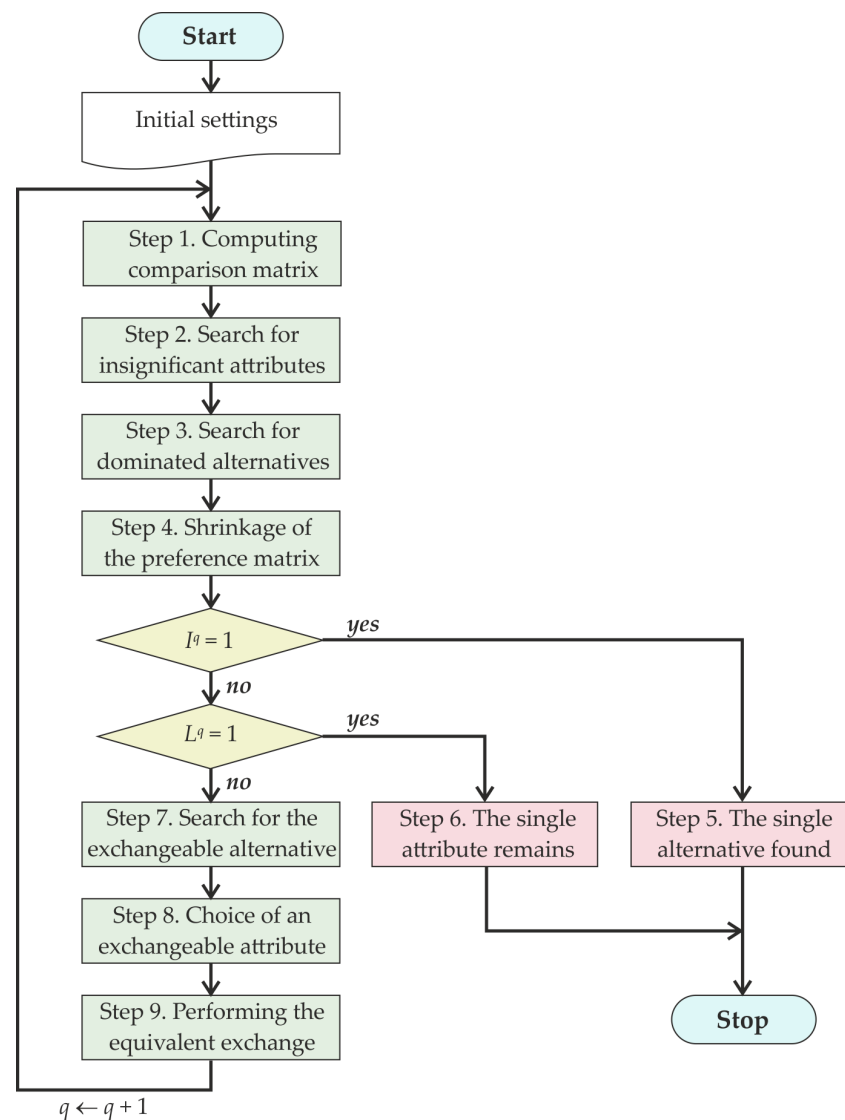 Start
Initial settings
Step 1. Computing
comparison matrix
Step 2. Search for
insignificant attributes
Step 3. Search for
dominated alternatives
Step 4. Shrinkage of
the preference matrix
I^q = 1
yes
no
L^q = 1
yes
no
Step 7. Search for the
exchangeable alternative
Step 6. The single
attribute remains
Step 5. The single
alternative found
Step 8. Choice of an
exchangeable attribute
Step 9. Performing the
equivalent exchange
Stop
q ← q + 1